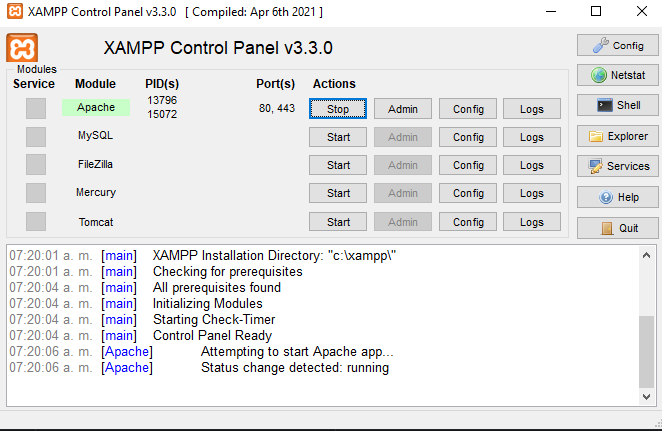 XAMPP Control Panel v3.3.0 [ Compiled: Apr 6th 2021 ]
XAMPP Control Panel v3.3.0
Config
Modules
Service Module PID(s) Port(s) Actions
Netstat
Apache 13796 15072 80, 443 Stop Admin Config Logs
Shell
MySQL Start Admin Config Logs
Explorer
FileZilla Start Admin Config Logs
Services
Mercury Start Admin Config Logs
Help
Tomcat Start Admin Config Logs
Quit
07:20:01 a. m. [main] XAMPP Installation Directory: "c:\xampp\"
07:20:01 a. m. [main] Checking for prerequisites
07:20:04 a. m. [main] All prerequisites found
07:20:04 a. m. [main] Initializing Modules
07:20:04 a. m. [main] Starting Check-Timer
07:20:04 a. m. [main] Control Panel Ready
07:20:06 a. m. [Apache] Attempting to start Apache app...
07:20:06 a. m. [Apache] Status change detected: running